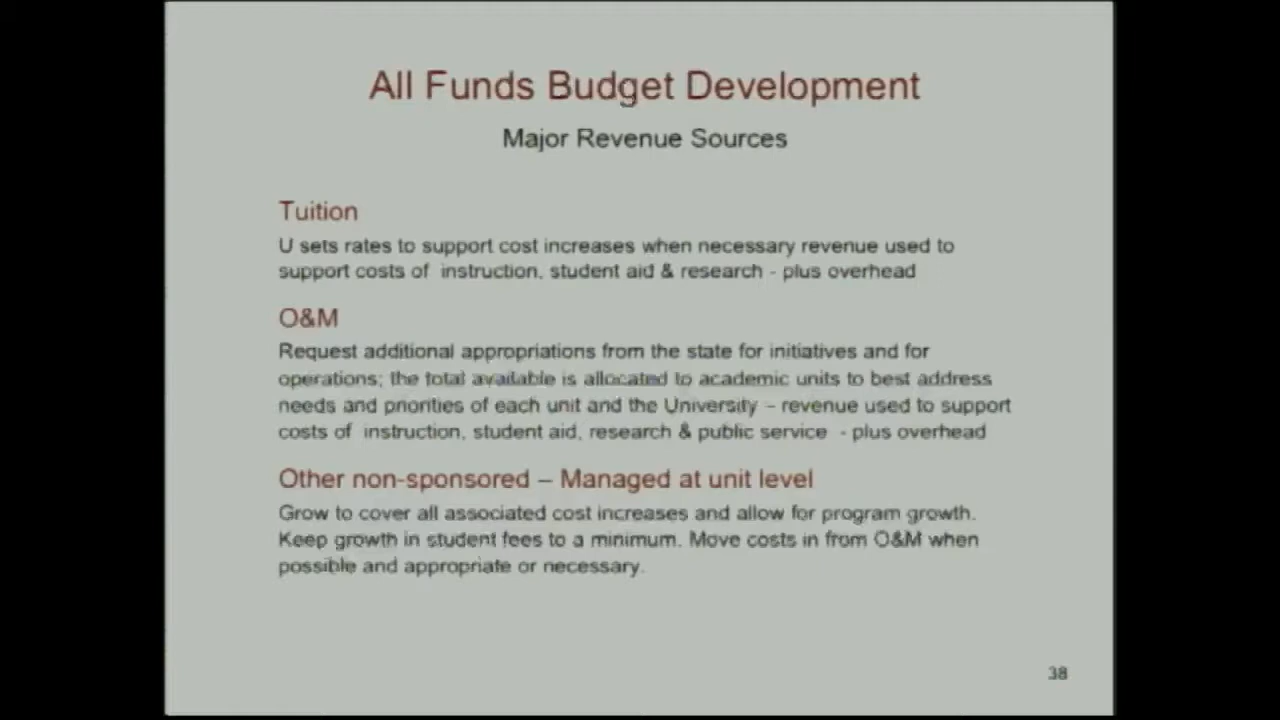 All Funds Budget Development
Major Revenue Sources
Tuition
U sets rates to support cost increases when necessary revenue used to
support costs of instruction, student aid & research - plus overhead
O&M
Request additional appropriations from the state for initiatives and for
operations; the total available is allocated to academic units to best address
needs and priorities of each unit and the University – revenue used to support
costs of instruction, student aid, research & public service - plus overhead
Other non-sponsored – Managed at unit level
Grow to cover all associated cost increases and allow for program growth.
Keep growth in student fees to a minimum. Move costs in from O&M when
possible and appropriate or necessary.
38